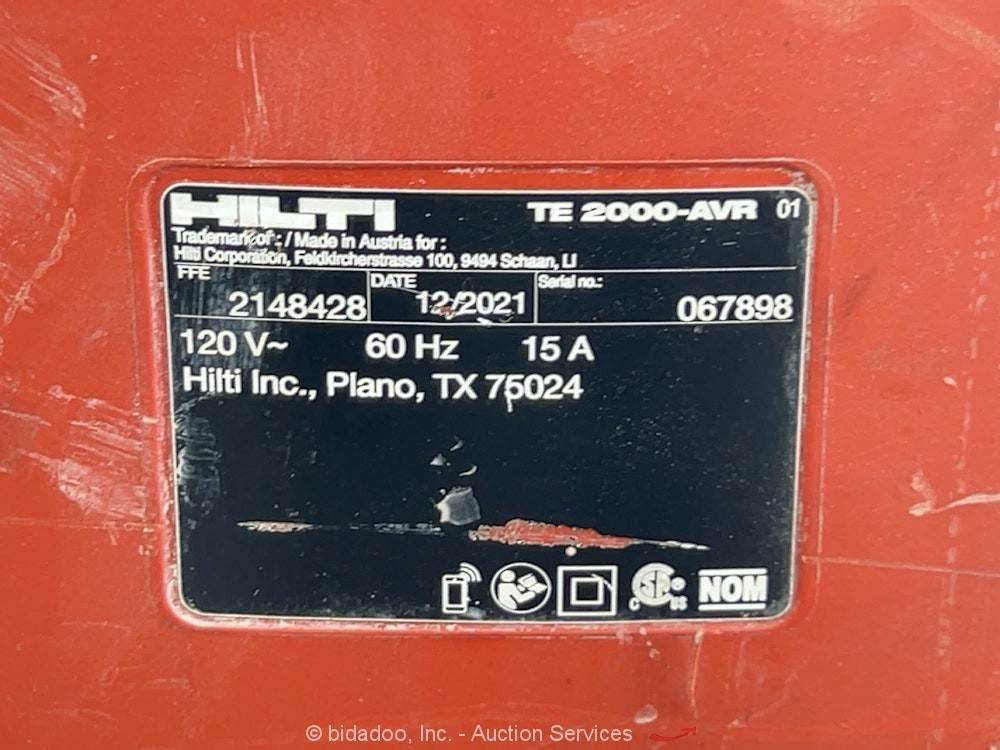 HILTI TE 2000-AVR 01
Trademark of : / Made in Austria for :
Hilti Corporation, Feldkircherstrasse 100, 9494 Schaan, LI
FFE DATE Serial no.:
2148428 12/2021 067898
120 V~ 60 Hz 15 A
Hilti Inc., Plano, TX 75024
C SA ® US NOM
© bidadoo, Inc. - Auction Services